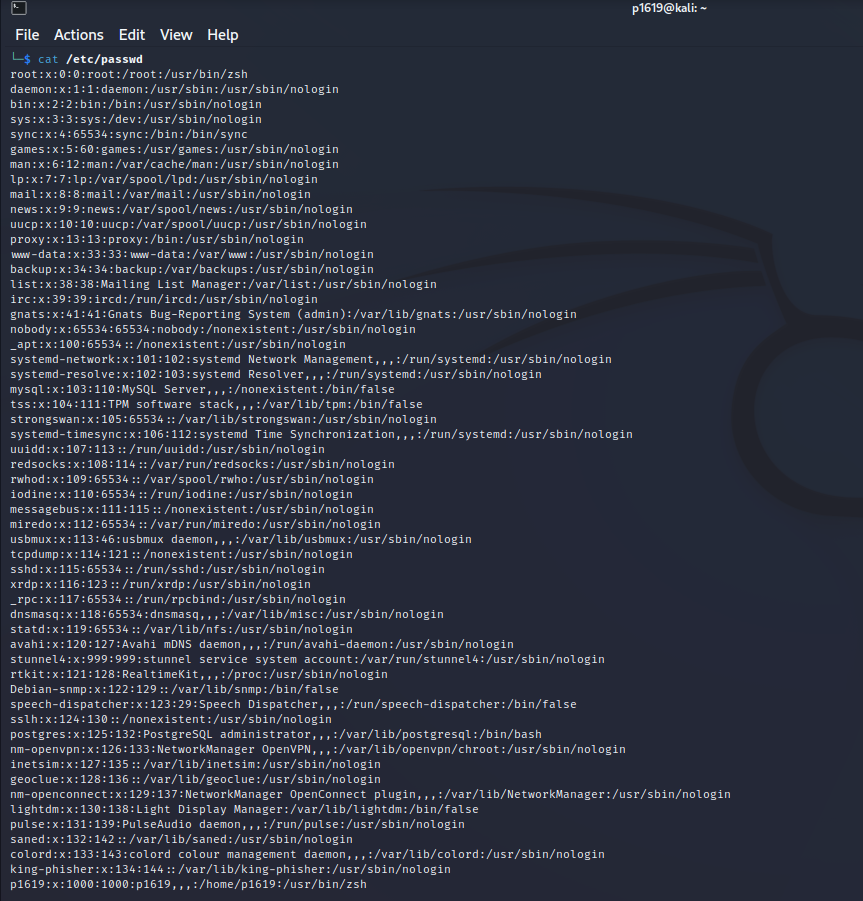 p1619@kali: ~
File Actions Edit View Help
└─$ cat /etc/passwd
root:x:0:0:root:/root:/usr/bin/zsh
daemon:x:1:1:daemon:/usr/sbin:/usr/sbin/nologin
bin:x:2:2:bin:/bin:/usr/sbin/nologin
sys:x:3:3:sys:/dev:/usr/sbin/nologin
sync:x:4:65534:sync:/bin:/bin/sync
games:x:5:60:games:/usr/games:/usr/sbin/nologin
man:x:6:12:man:/var/cache/man:/usr/sbin/nologin
lp:x:7:7:lp:/var/spool/lpd:/usr/sbin/nologin
mail:x:8:8:mail:/var/mail:/usr/sbin/nologin
news:x:9:9:news:/var/spool/news:/usr/sbin/nologin
uucp:x:10:10:uucp:/var/spool/uucp:/usr/sbin/nologin
proxy:x:13:13:proxy:/bin:/usr/sbin/nologin
www-data:x:33:33:www-data:/var/www:/usr/sbin/nologin
backup:x:34:34:backup:/var/backups:/usr/sbin/nologin
list:x:38:38:Mailing List Manager:/var/list:/usr/sbin/nologin
irc:x:39:39:ircd:/run/ircd:/usr/sbin/nologin
gnats:x:41:41:Gnats Bug-Reporting System (admin):/var/lib/gnats:/usr/sbin/nologin
nobody:x:65534:65534:nobody:/nonexistent:/usr/sbin/nologin
_apt:x:100:65534::/nonexistent:/usr/sbin/nologin
systemd-network:x:101:102:systemd Network Management,,,:/run/systemd:/usr/sbin/nologin
systemd-resolve:x:102:103:systemd Resolver,,,:/run/systemd:/usr/sbin/nologin
mysql:x:103:110:MySQL Server,,,:/nonexistent:/bin/false
tss:x:104:111:TPM software stack,,,:/var/lib/tpm:/bin/false
strongswan:x:105:65534::/var/lib/strongswan:/usr/sbin/nologin
systemd-timesync:x:106:112:systemd Time Synchronization,,,:/run/systemd:/usr/sbin/nologin
uuidd:x:107:113::/run/uuidd:/usr/sbin/nologin
redsocks:x:108:114::/var/run/redsocks:/usr/sbin/nologin
rwhod:x:109:65534::/var/spool/rwho:/usr/sbin/nologin
iodine:x:110:65534::/run/iodine:/usr/sbin/nologin
messagebus:x:111:115::/nonexistent:/usr/sbin/nologin
miredo:x:112:65534::/var/run/miredo:/usr/sbin/nologin
usbmux:x:113:46:usbmux daemon,,,:/var/lib/usbmux:/usr/sbin/nologin
tcpdump:x:114:121::/nonexistent:/usr/sbin/nologin
sshd:x:115:65534::/run/sshd:/usr/sbin/nologin
xrdp:x:116:123::/run/xrdp:/usr/sbin/nologin
_rpc:x:117:65534::/run/rpcbind:/usr/sbin/nologin
dnsmasq:x:118:65534:dnsmasq,,,:/var/lib/misc:/usr/sbin/nologin
statd:x:119:65534::/var/lib/nfs:/usr/sbin/nologin
avahi:x:120:127:Avahi mDNS daemon,,,:/run/avahi-daemon:/usr/sbin/nologin
stunnel4:x:999:999:stunnel service system account:/var/run/stunnel4:/usr/sbin/nologin
rtkit:x:121:128:RealtimeKit,,,:/proc:/usr/sbin/nologin
Debian-snmp:x:122:129::/var/lib/snmp:/bin/false
speech-dispatcher:x:123:29:Speech Dispatcher,,,:/run/speech-dispatcher:/bin/false
sslh:x:124:130::/nonexistent:/usr/sbin/nologin
postgres:x:125:132:PostgreSQL administrator,,,:/var/lib/postgresql:/bin/bash
nm-openvpn:x:126:133:NetworkManager OpenVPN,,,:/var/lib/openvpn/chroot:/usr/sbin/nologin
inetsim:x:127:135::/var/lib/inetsim:/usr/sbin/nologin
geoclue:x:128:136::/var/lib/geoclue:/usr/sbin/nologin
nm-openconnect:x:129:137:NetworkManager OpenConnect plugin,,,:/var/lib/NetworkManager:/usr/sbin/nologin
lightdm:x:130:138:Light Display Manager:/var/lib/lightdm:/bin/false
pulse:x:131:139:PulseAudio daemon,,,:/run/pulse:/usr/sbin/nologin
saned:x:132:142::/var/lib/saned:/usr/sbin/nologin
colord:x:133:143:colord colour management daemon,,,:/var/lib/colord:/usr/sbin/nologin
king-phisher:x:134:144::/var/lib/king-phisher:/usr/sbin/nologin
p1619:x:1000:1000:p1619,,,:/home/p1619:/usr/bin/zsh